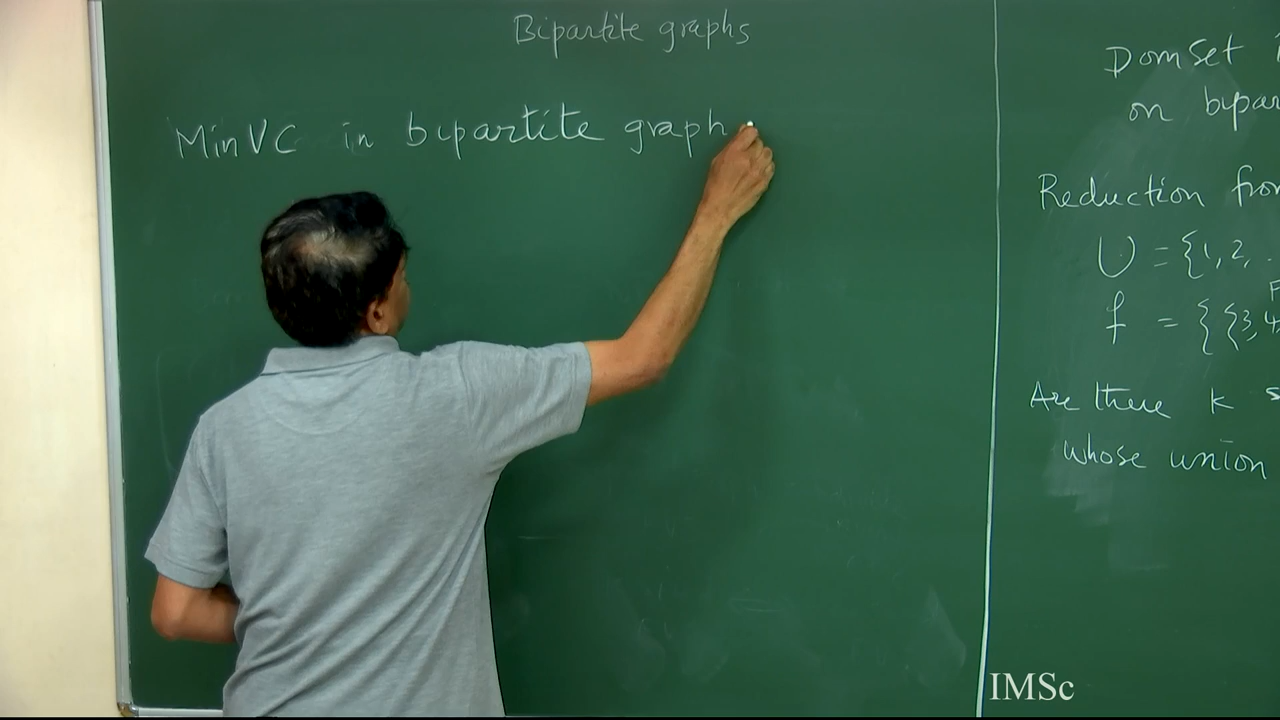 Bipartite graphs
MinVC in bipartite graph
DomSet
on bipar
Reduction from
U = {1, 2, .
f = { {3, 4,
Are there k s
whose union
IMSc